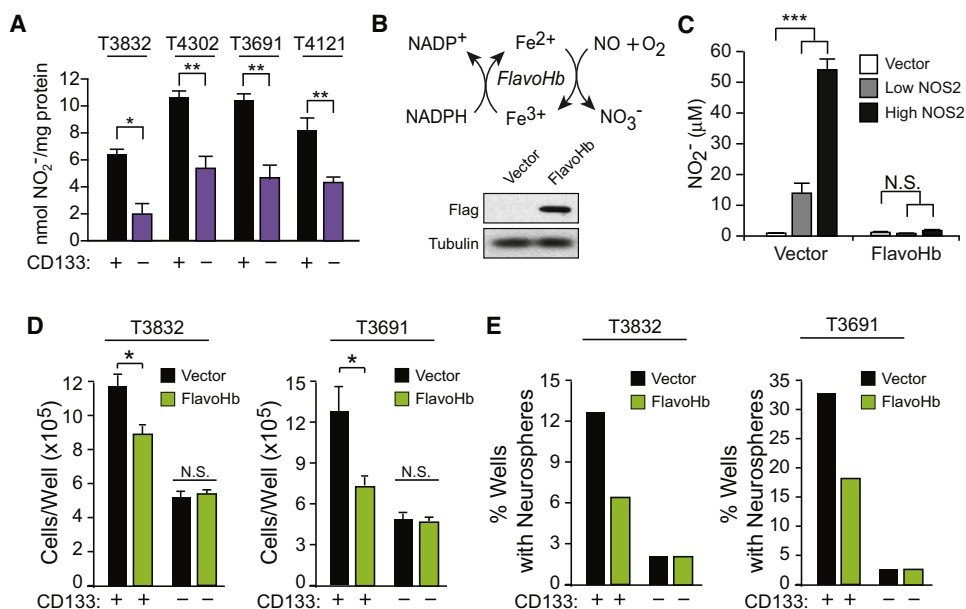 A
T3832 T4302 T3691 T4121
nmol NO₂⁻/mg protein
12
10
8
6
4
2
0
* ** ** **
CD133: + − + − + − + −
B
NADP⁺ Fe²⁺ NO + O₂
FlavoHb
NADPH Fe³⁺ NO₃⁻
Vector FlavoHb
Flag
Tubulin
C
NO₂⁻ (μM)
60
50
40
30
20
10
0
***
Vector
Low NOS2
High NOS2
N.S.
Vector FlavoHb
D
T3832
Cells/Well (x10⁵)
12
10
8
6
4
2
0
*
Vector
FlavoHb
N.S.
CD133: + + − −
T3691
Cells/Well (x10⁵)
15
12
9
6
3
0
*
Vector
FlavoHb
N.S.
CD133: + + − −
E
T3832
% Wells
with Neurospheres
15
12
9
6
3
0
Vector
FlavoHb
CD133: + + − −
T3691
% Wells
with Neurospheres
35
30
25
20
15
10
5
0
Vector
FlavoHb
CD133: + + − −